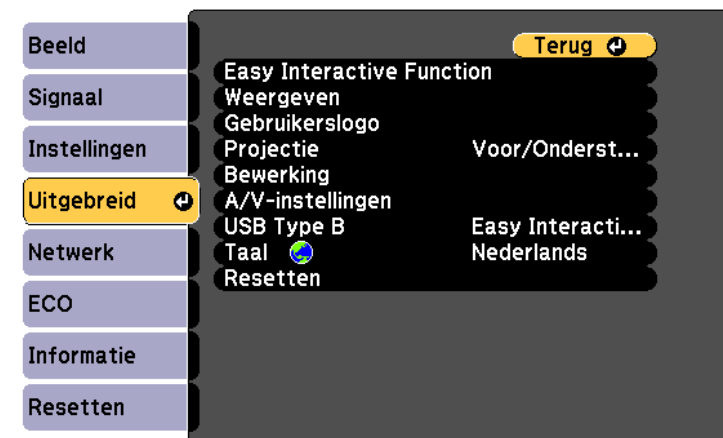 Beeld
Signaal
Instellingen
Uitgebreid
Netwerk
ECO
Informatie
Resetten
Terug
Easy Interactive Function
Weergeven
Gebruikerslogo
Projectie Voor/Onderst...
Bewerking
A/V-instellingen
USB Type B Easy Interacti...
Taal Nederlands
Resetten